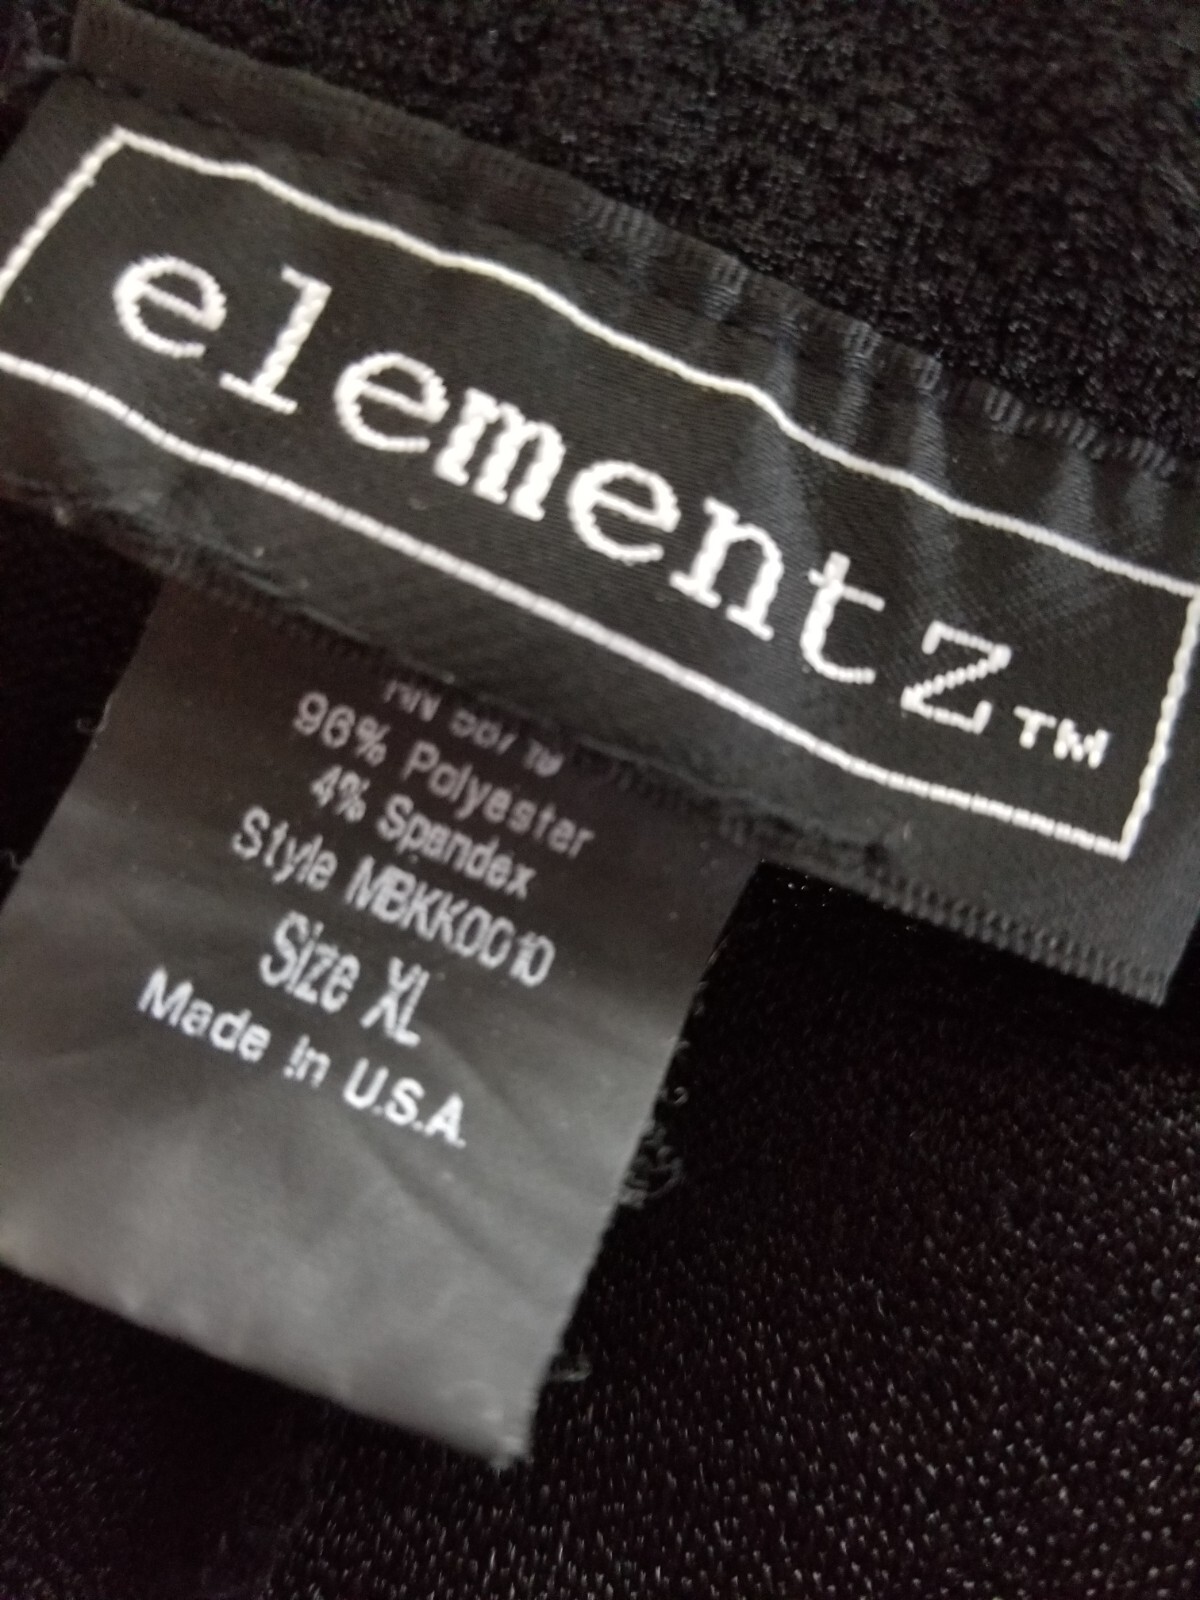 elementz™
96% Polyester
4% Spandex
Style MBKK0010
Size XL
Made in U.S.A.